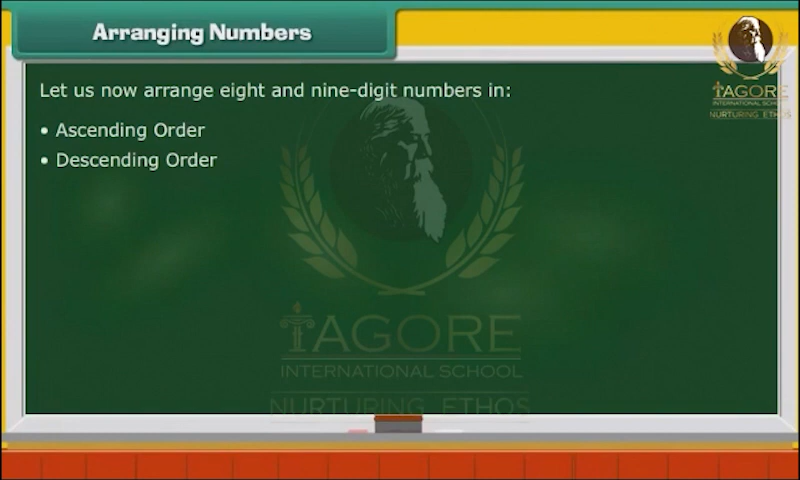 Arranging Numbers
TAGORE
INTERNATIONAL SCHOOL
NURTURING ETHOS
Let us now arrange eight and nine-digit numbers in:
• Ascending Order
• Descending Order
TAGORE
INTERNATIONAL SCHOOL
NURTURING ETHOS